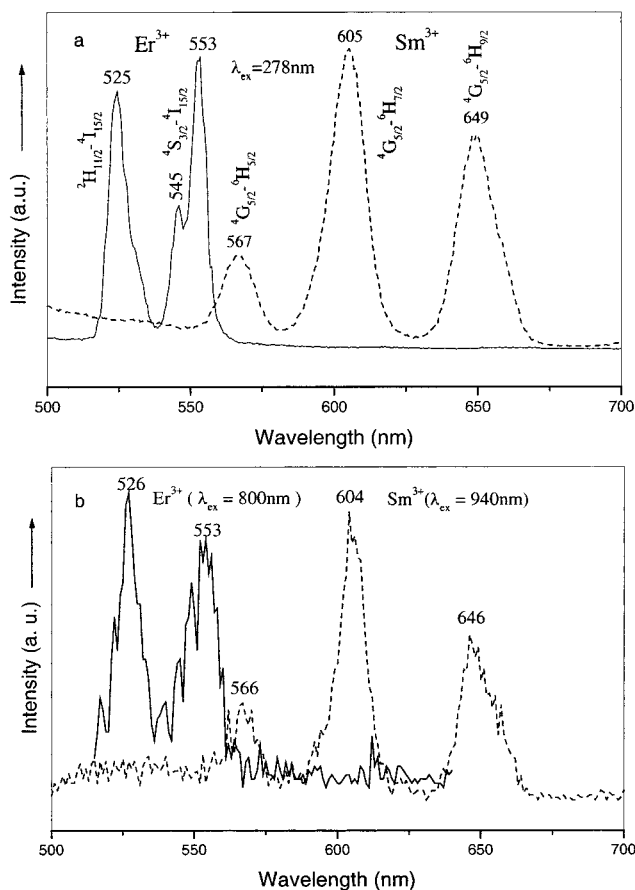 a
Er³⁺
553
605
Sm³⁺
525
λex=278nm
649
545
567
²H₁₁/₂-⁴I₁₅/₂
⁴S₃/₂-⁴I₁₅/₂
⁴G₅/₂-⁶H₅/₂
⁴G₅/₂-⁶H₇/₂
⁴G₅/₂-⁶H₉/₂
Intensity (a.u.)
500 550 600 650 700
Wavelength (nm)
b
526
Er³⁺ ( λex = 800nm )
604
Sm³⁺(λex = 940nm)
553
646
566
Intensity (a. u.)
500 550 600 650 700
Wavelength (nm)